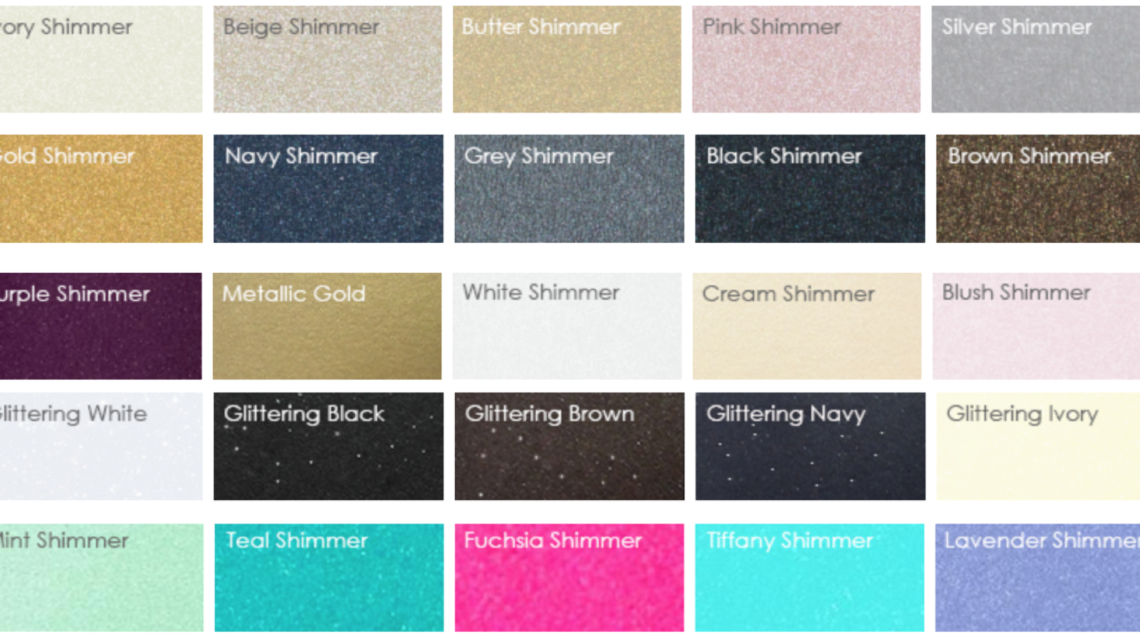 vory Shimmer
Beige Shimmer
Butter Shimmer
Pink Shimmer
Silver Shimmer
Gold Shimmer
Navy Shimmer
Grey Shimmer
Black Shimmer
Brown Shimmer
urple Shimmer
Metallic Gold
White Shimmer
Cream Shimmer
Blush Shimmer
Glittering White
Glittering Black
Glittering Brown
Glittering Navy
Glittering Ivory
Mint Shimmer
Teal Shimmer
Fuchsia Shimmer
Tiffany Shimmer
Lavender Shimmer